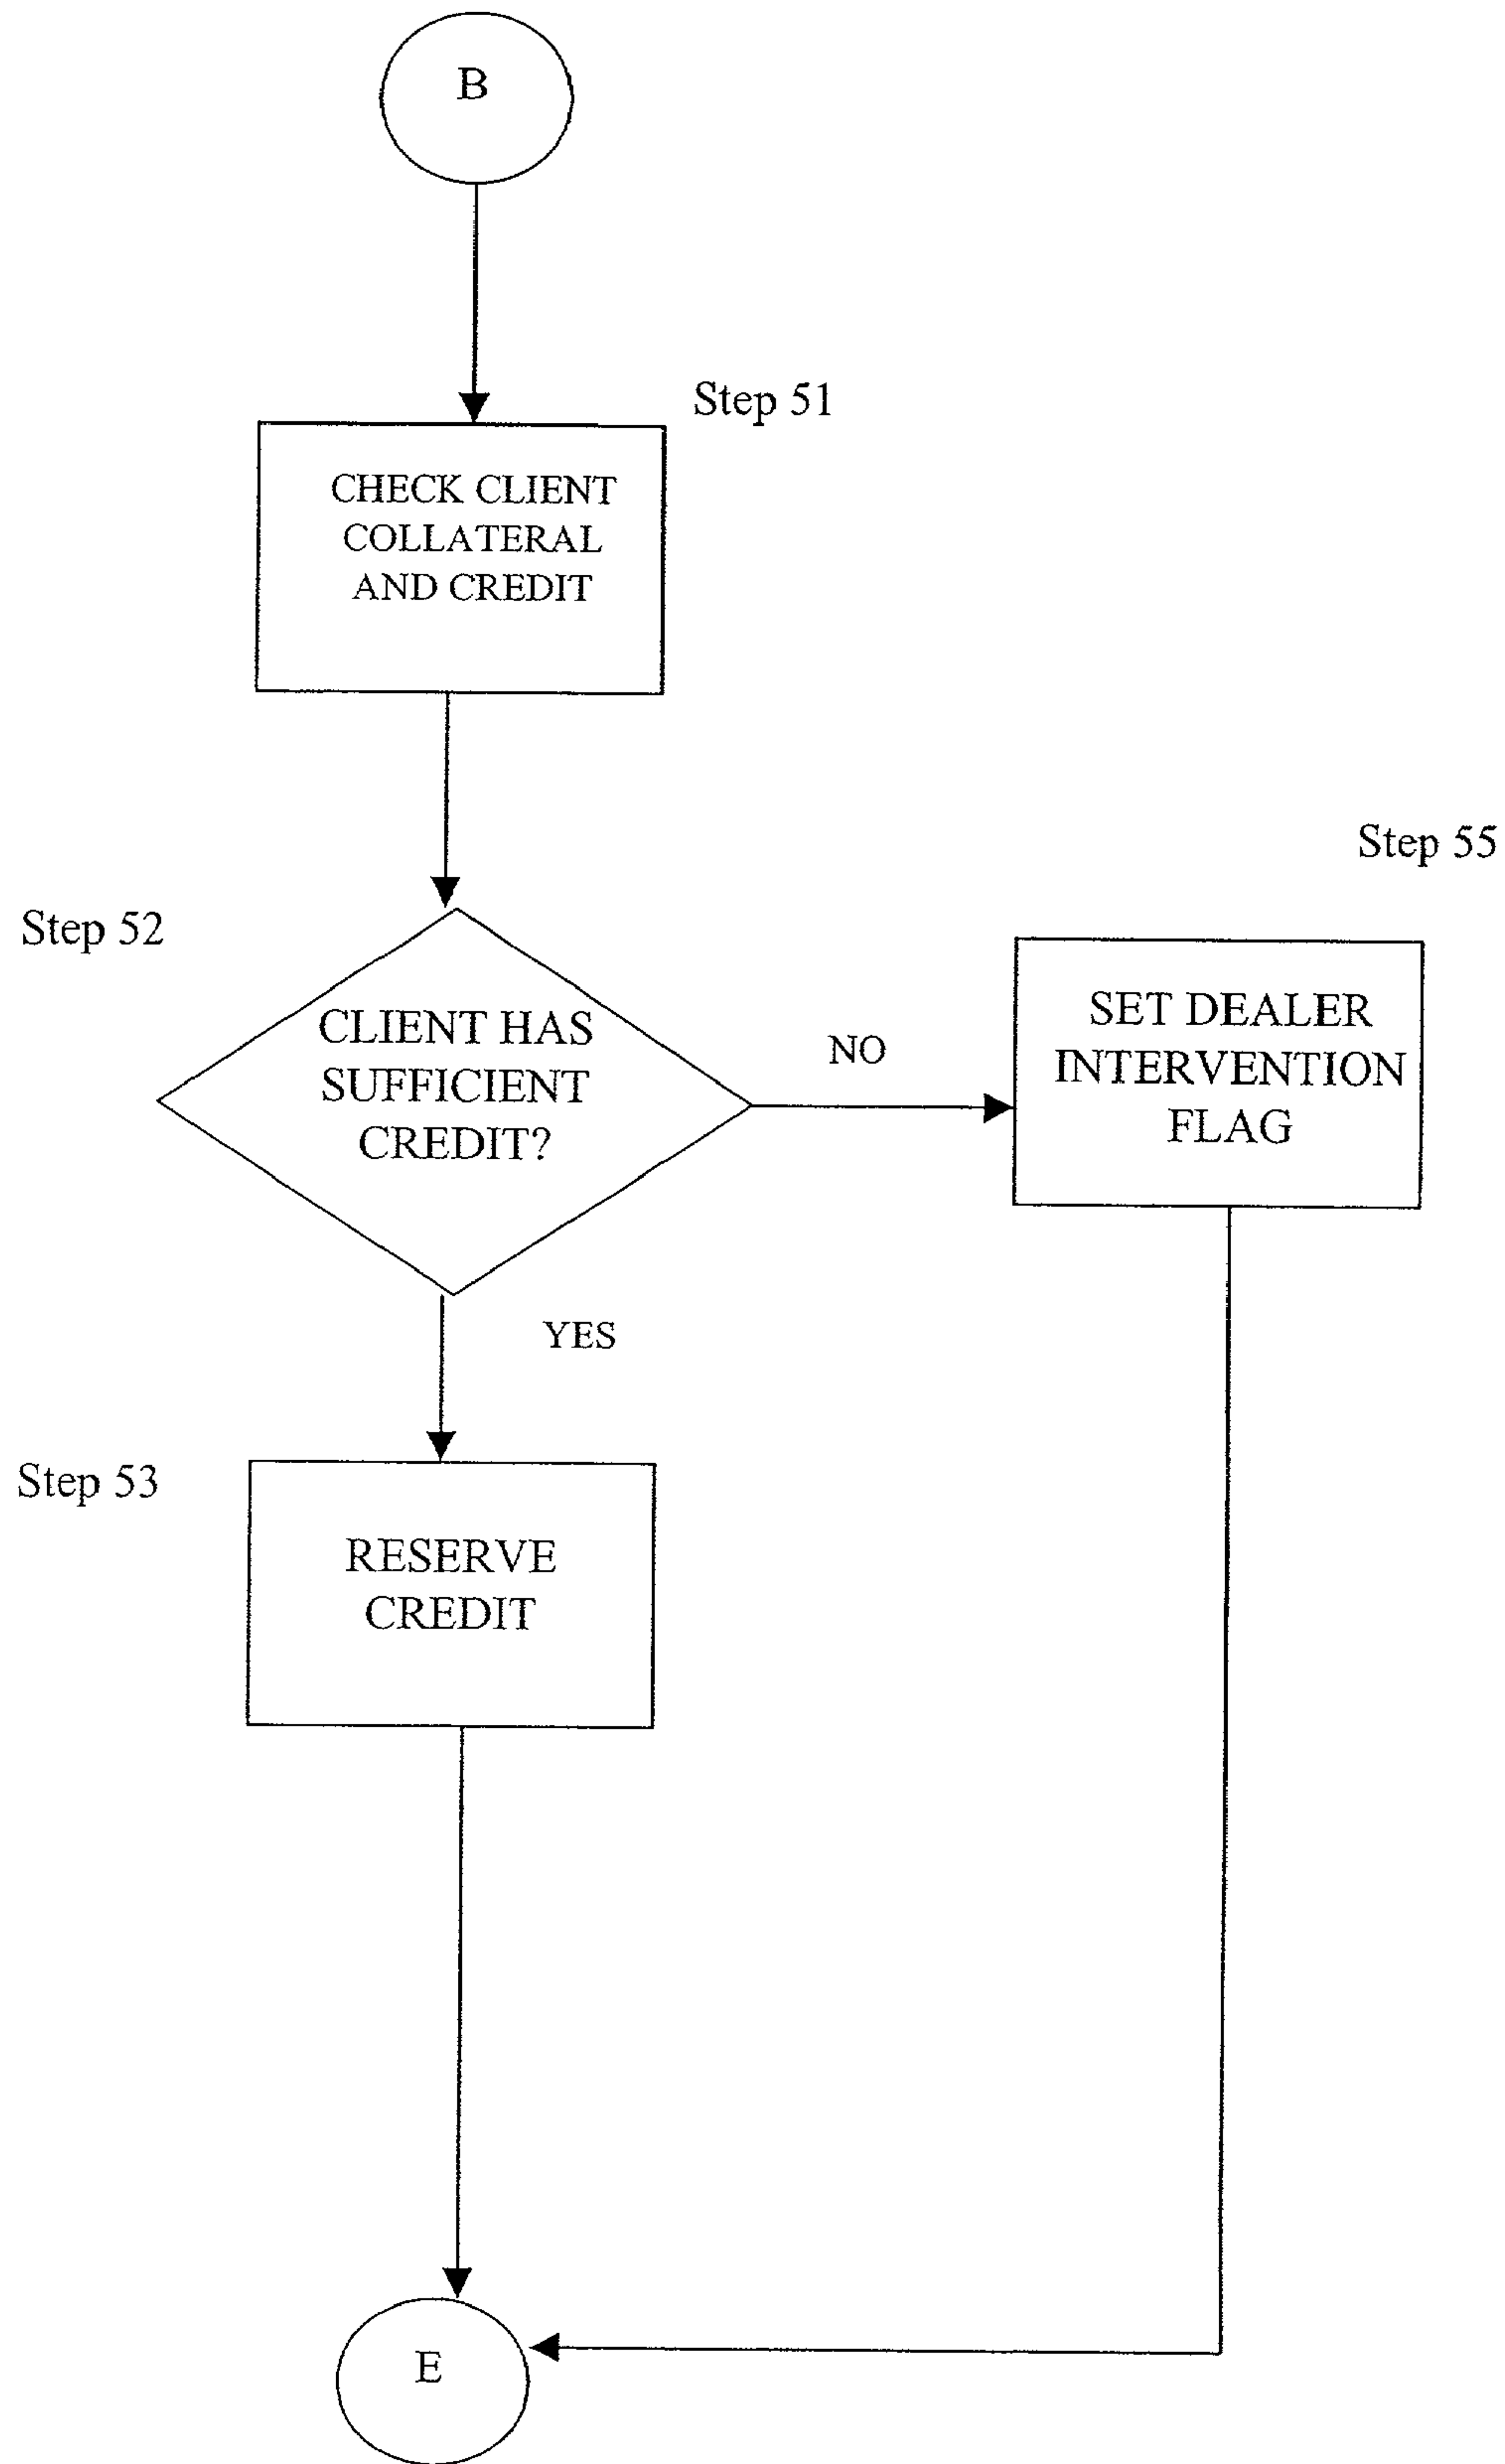 B
Step 51
CHECK CLIENT
COLLATERAL
AND CREDIT
Step 52
CLIENT HAS
SUFFICIENT
CREDIT?
NO
Step 55
SET DEALER
INTERVENTION
FLAG
YES
Step 53
RESERVE
CREDIT
E